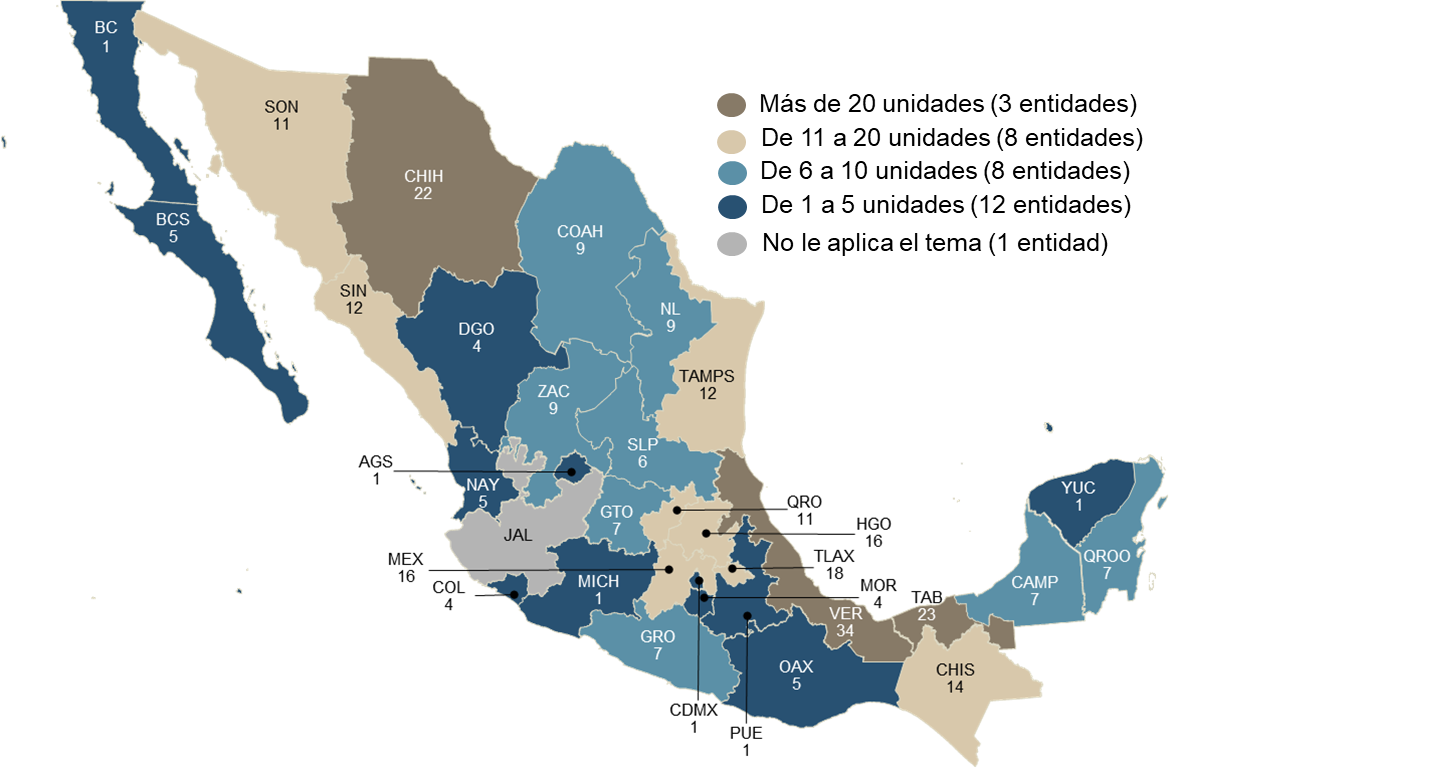 BC
1
SON
11
CHIH
22
BCS
5
COAH
9
SIN
12
NL
9
DGO
4
TAMPS
12
ZAC
9
SLP
6
AGS
1
NAY
5
GTO
7
JAL
QRO
11
HGO
16
MEX
16
TLAX
18
COL
4
MICH
1
MOR
4
VER
34
TAB
23
GRO
7
OAX
5
CHIS
14
CDMX
1
PUE
1
YUC
1
QROO
7
CAMP
7
Más de 20 unidades (3 entidades)
De 11 a 20 unidades (8 entidades)
De 6 a 10 unidades (8 entidades)
De 1 a 5 unidades (12 entidades)
No le aplica el tema (1 entidad)